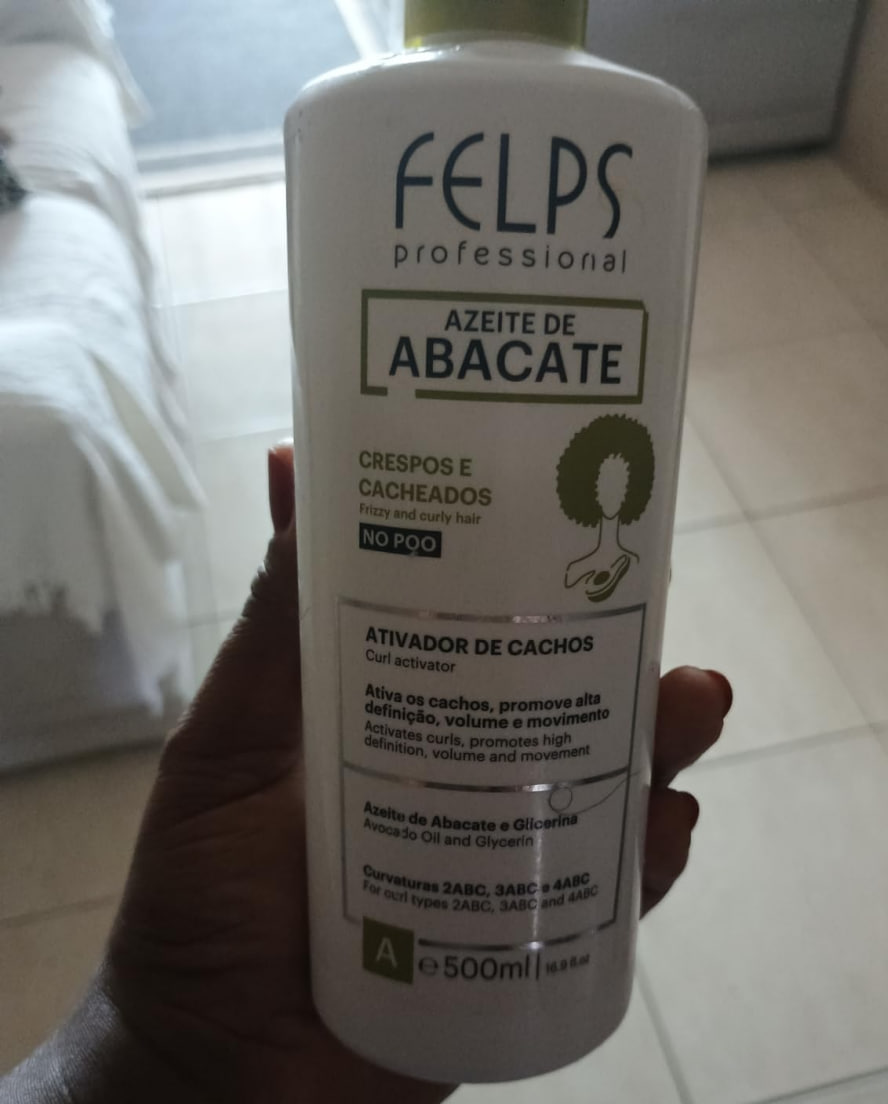 FELPS
professional
AZEITE DE
ABACATE
CRESPOS E
CACHEADOS
Frizzy and curly hair
NO POO
ATIVADOR DE CACHOS
Curl activator
Ativa os cachos, promove alta
definição, volume e movimento
Activates curls, promotes high
definition, volume and movement
Azeite de Abacate e Glicerina
Avocado Oil and Glycerin
Curvaturas 2ABC, 3ABC e 4ABC
For curl types 2ABC, 3ABC and 4ABC
A
℮500ml | 16.9 fl.oz